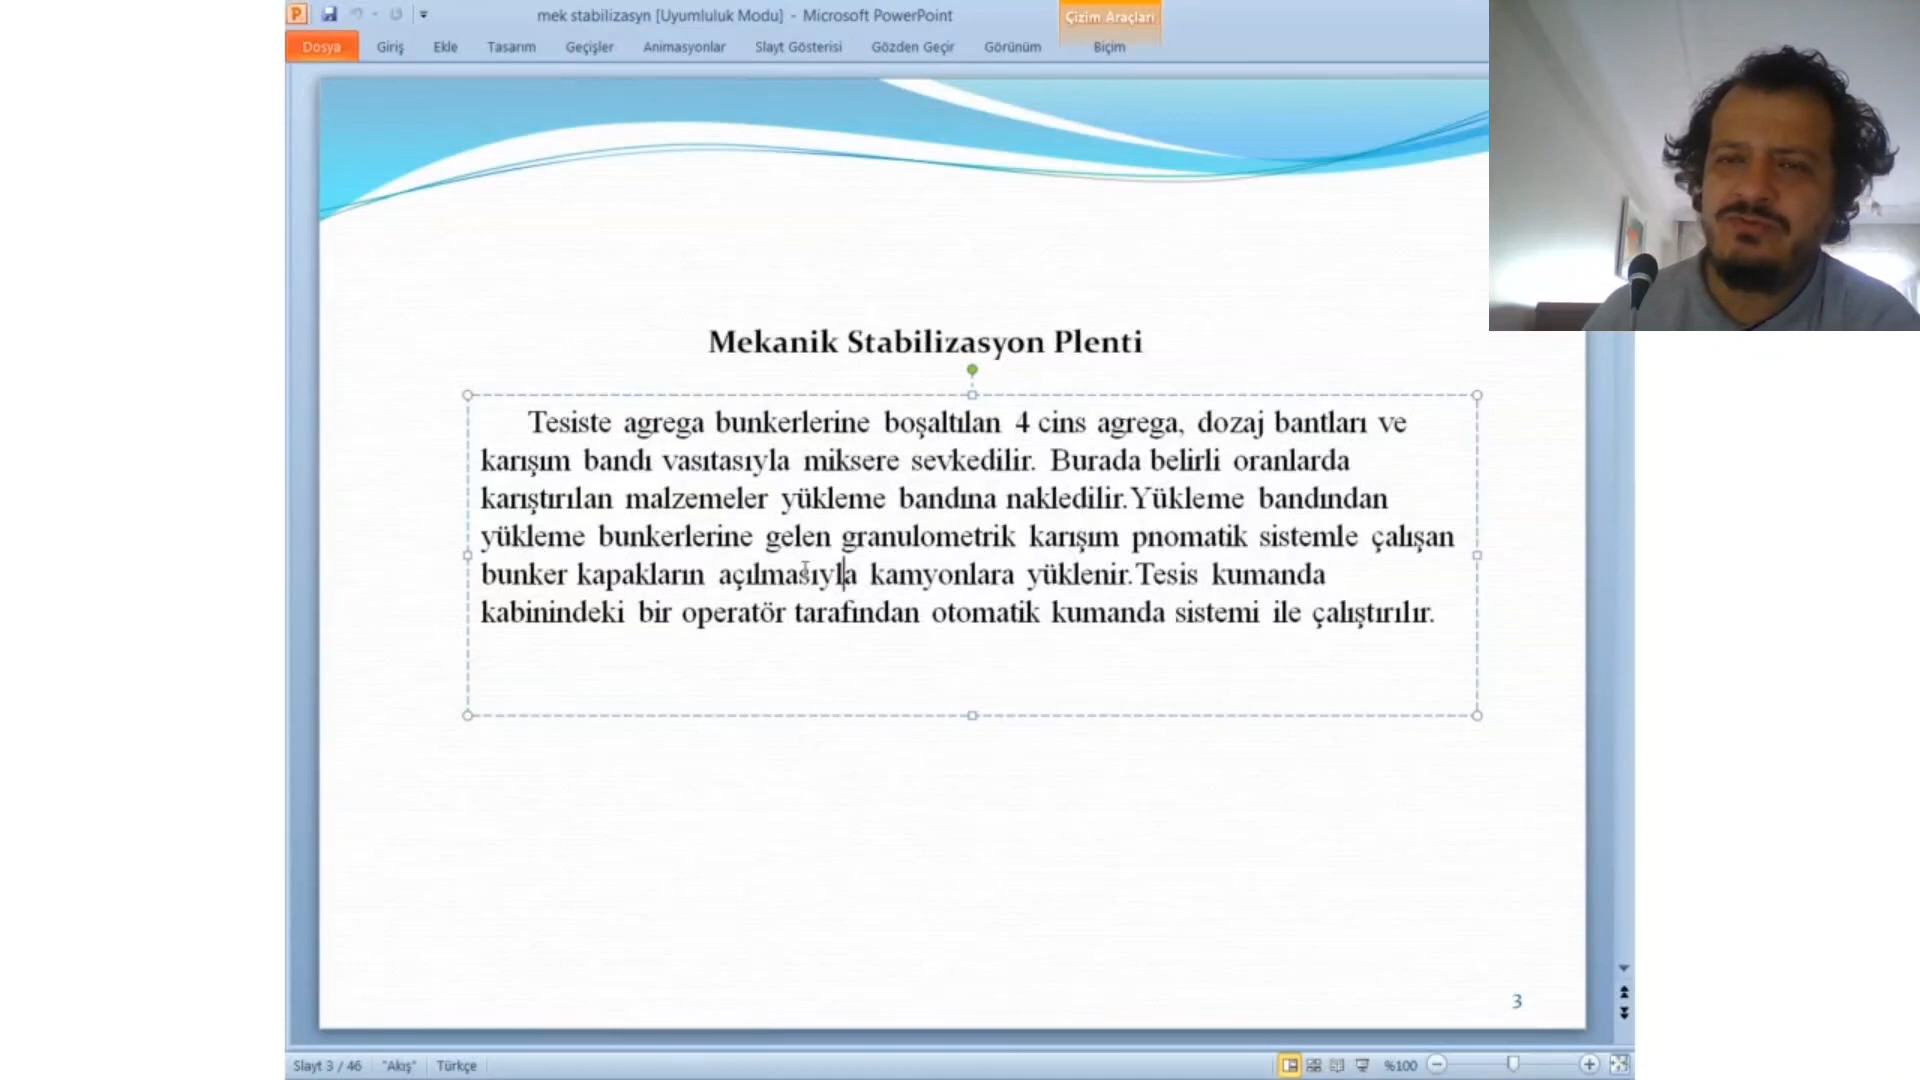 mek stabilizasyn [Uyumluluk Modu] - Microsoft PowerPoint
Çizim Araçları
Dosya Giriş Ekle Tasarım Geçişler Animasyonlar Slayt Gösterisi Gözden Geçir Görünüm Biçim
Mekanik Stabilizasyon Plenti
Tesiste agrega bunkerlerine boşaltılan 4 cins agrega, dozaj bantları ve
karışım bandı vasıtasıyla miksere sevkedilir. Burada belirli oranlarda
karıştırılan malzemeler yükleme bandına nakledilir.Yükleme bandından
yükleme bunkerlerine gelen granulometrik karışım pnomatik sistemle çalışan
bunker kapakların açılmasıyla kamyonlara yüklenir.Tesis kumanda
kabinindeki bir operatör tarafından otomatik kumanda sistemi ile çalıştırılır.
3
Slayt 3 / 46 "Akış" Türkçe %100